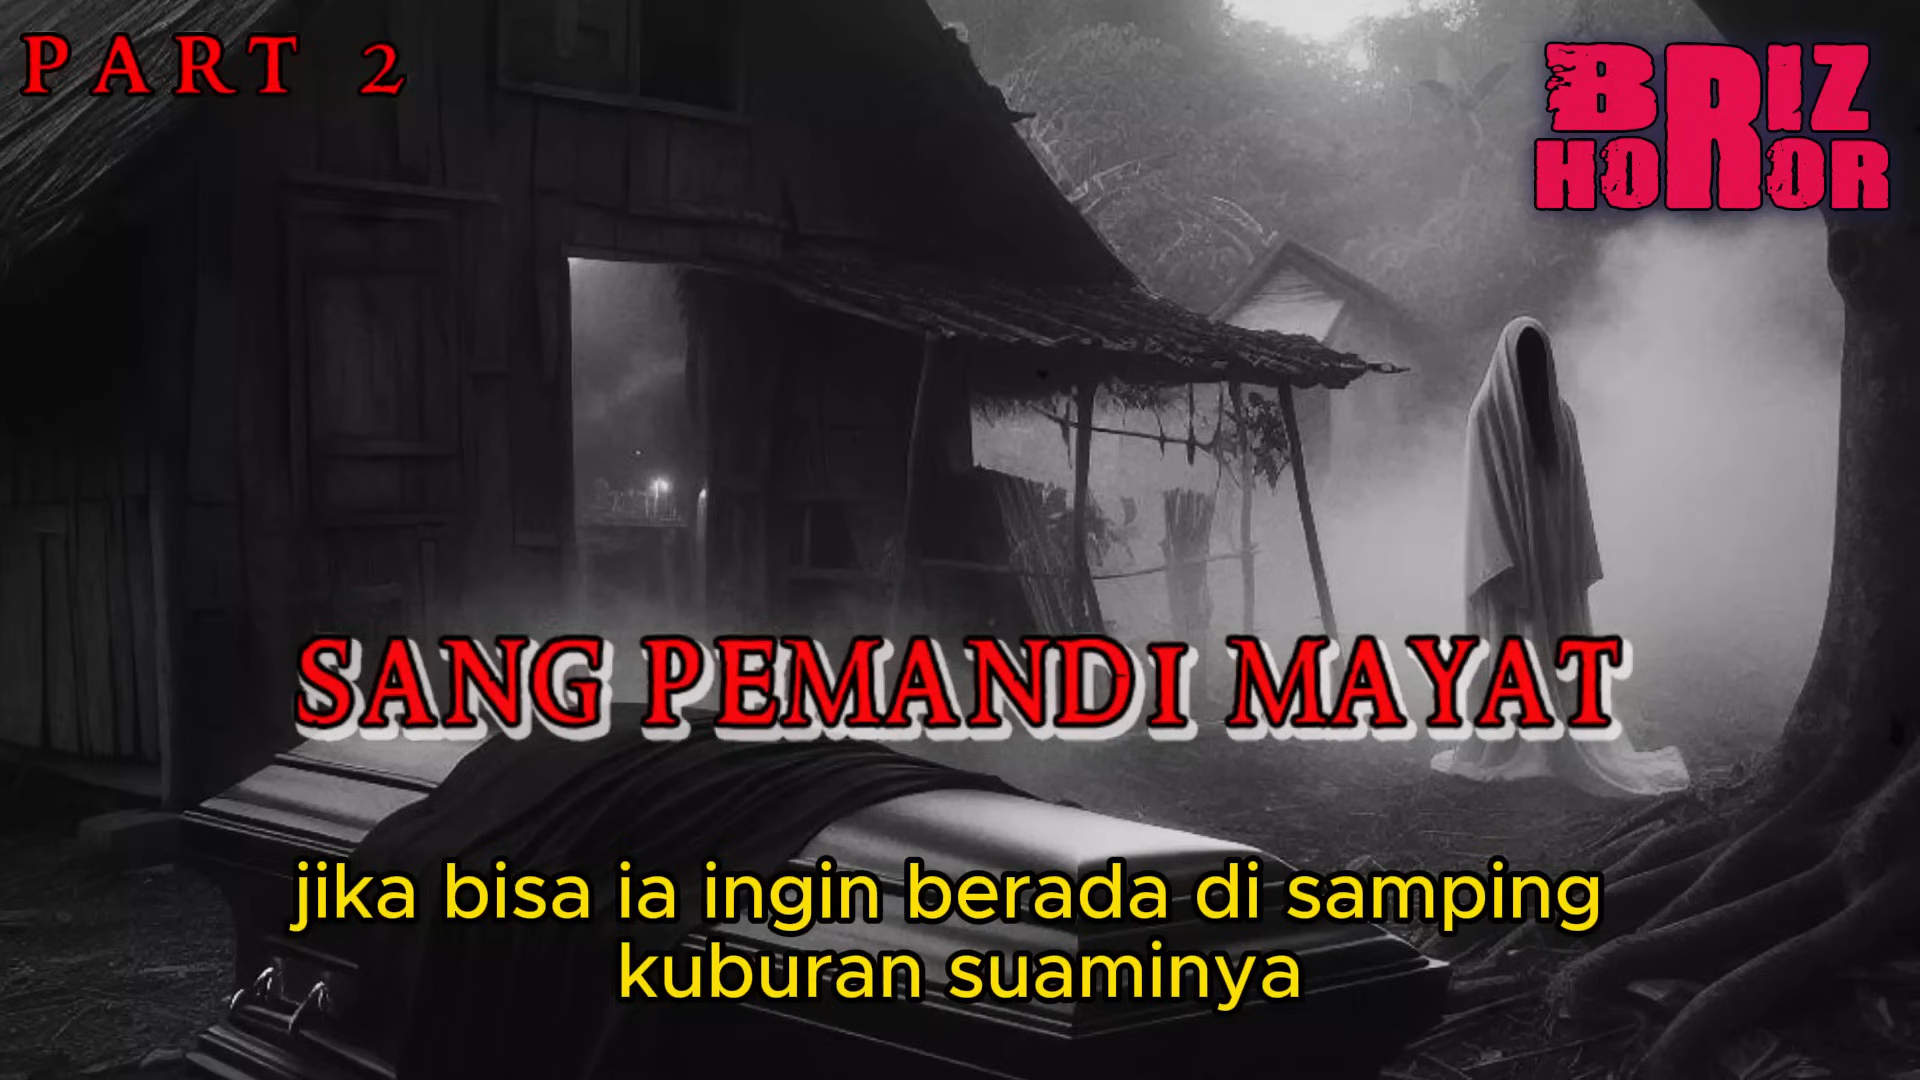 PART 2
BRIZ
HORROR
SANG PEMANDI MAYAT
jika bisa ia ingin berada di samping
kuburan suaminya